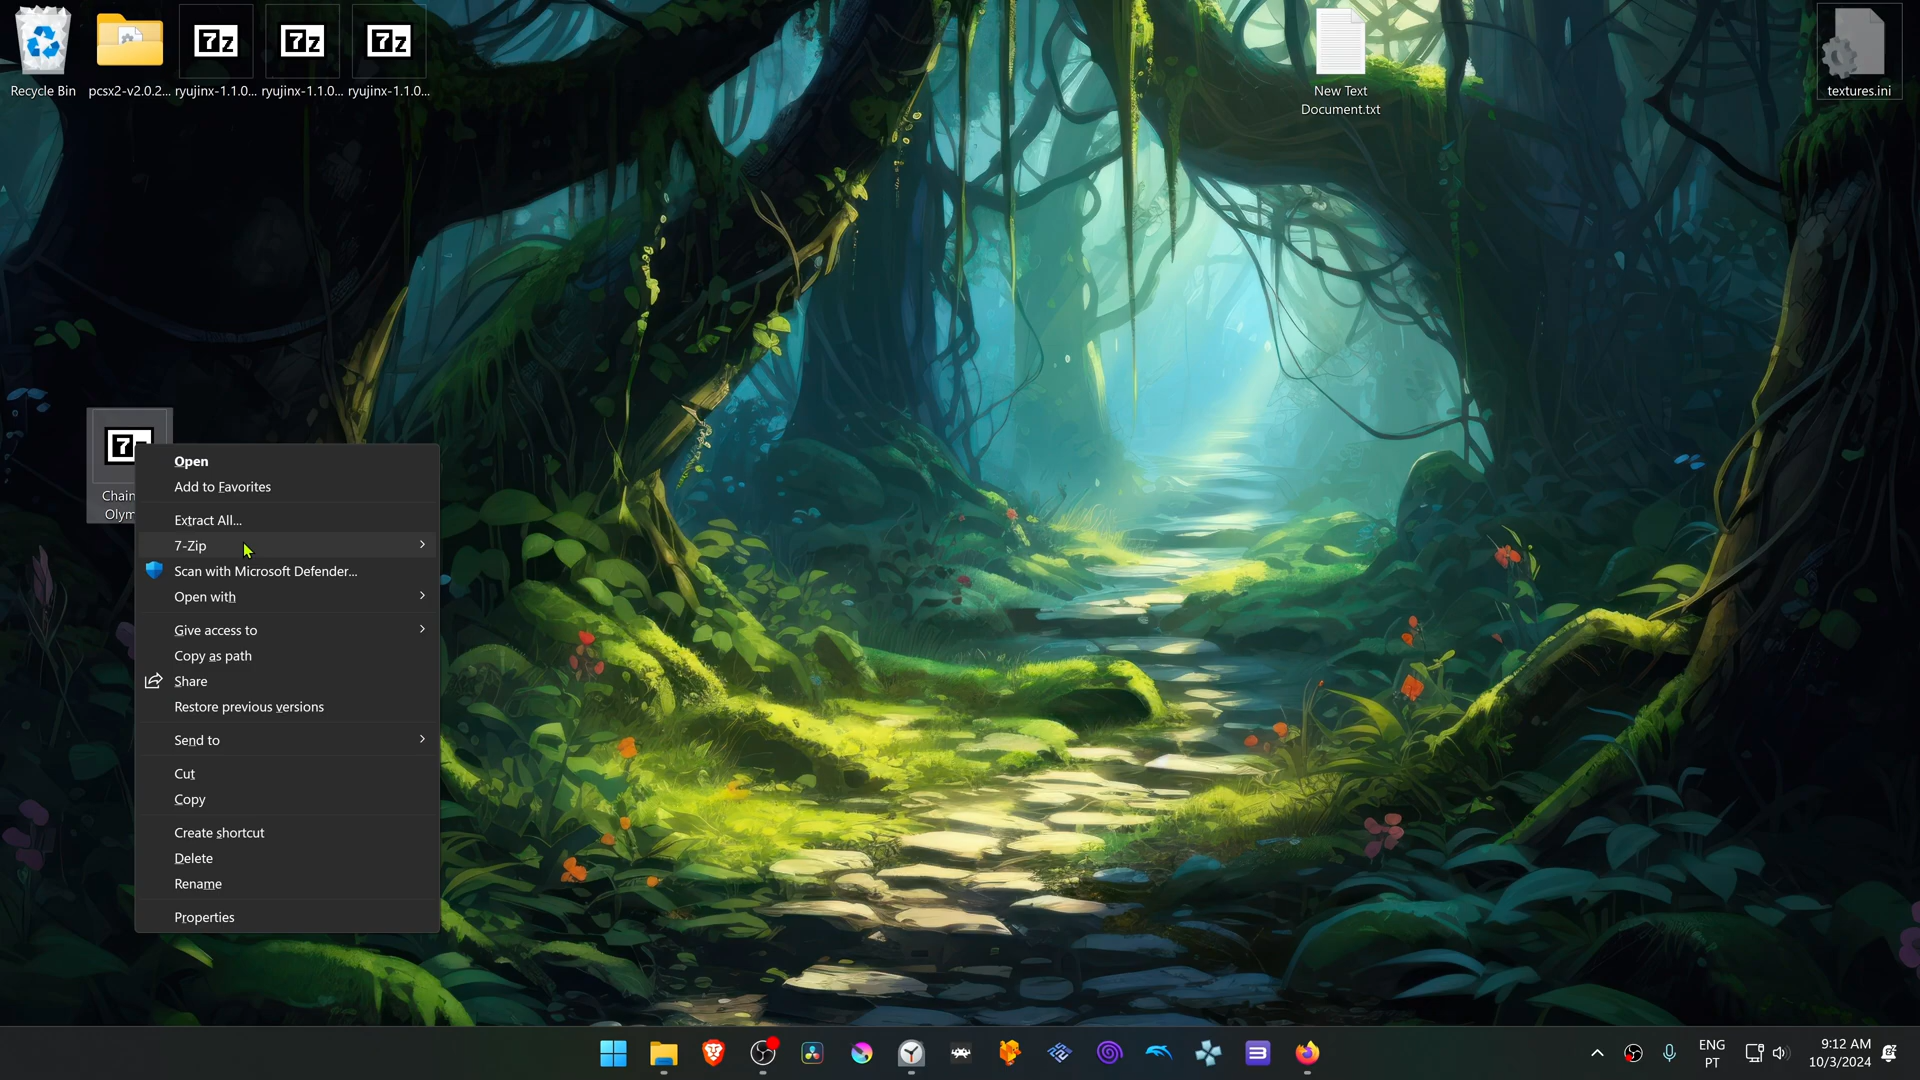 7z
7z
7z
Recycle Bin
pcsx2-v2.0.2...
ryujinx-1.1.0...
ryujinx-1.1.0...
ryujinx-1.1.0...
New Text
Document.txt
textures.ini
Chain
Olym
Open
Add to Favorites
Extract All...
7-Zip
Scan with Microsoft Defender...
Open with
Give access to
Copy as path
Share
Restore previous versions
Send to
Cut
Copy
Create shortcut
Delete
Rename
Properties
ENG
PT
9:12 AM
10/3/2024